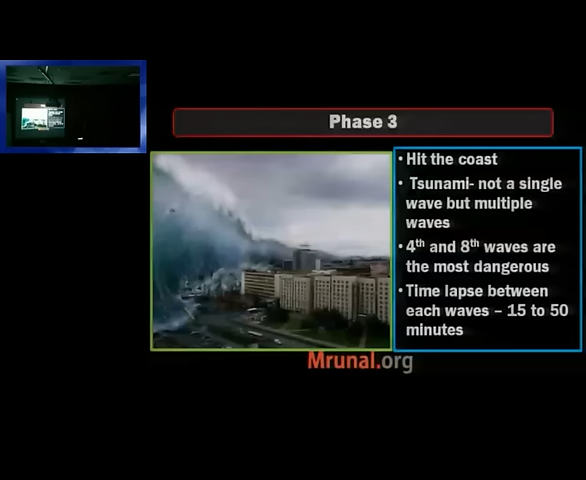 Phase 3
• Hit the coast
• Tsunami- not a single
wave but multiple
waves
• 4th and 8th waves are
the most dangerous
• Time lapse between
each waves – 15 to 50
minutes
Mrunal.org